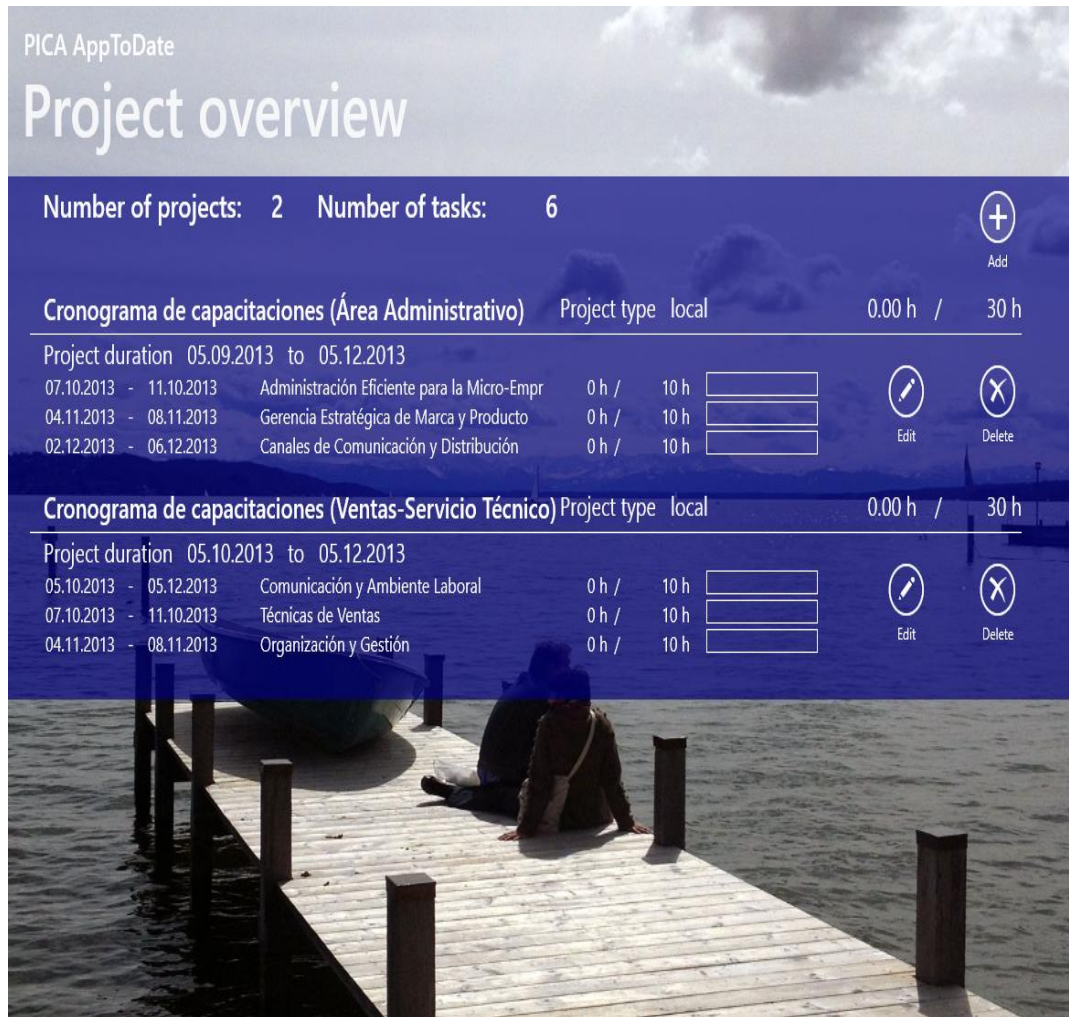 PICA AppToDate
Project overview
Number of projects: 2 Number of tasks: 6
Add
Cronograma de capacitaciones (Área Administrativo) Project type local 0.00 h / 30 h
Project duration 05.09.2013 to 05.12.2013
07.10.2013 - 11.10.2013 Administración Eficiente para la Micro-Empr 0 h / 10 h
04.11.2013 - 08.11.2013 Gerencia Estratégica de Marca y Producto 0 h / 10 h
02.12.2013 - 06.12.2013 Canales de Comunicación y Distribución 0 h / 10 h
Edit Delete
Cronograma de capacitaciones (Ventas-Servicio Técnico) Project type local 0.00 h / 30 h
Project duration 05.10.2013 to 05.12.2013
05.10.2013 - 05.12.2013 Comunicación y Ambiente Laboral 0 h / 10 h
07.10.2013 - 11.10.2013 Técnicas de Ventas 0 h / 10 h
04.11.2013 - 08.11.2013 Organización y Gestión 0 h / 10 h
Edit Delete